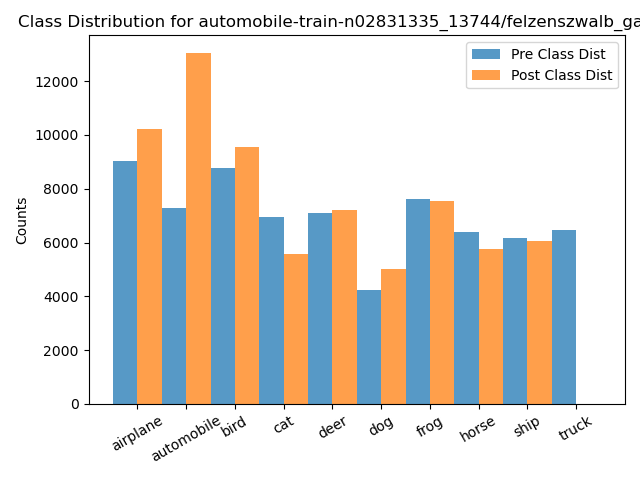 Class Distribution for automobile-train-n02831335_13744/felzenszwalb_ga
Pre Class Dist
Post Class Dist
Counts
12000
10000
8000
6000
4000
2000
0
airplane
automobile
bird
cat
deer
dog
frog
horse
ship
truck